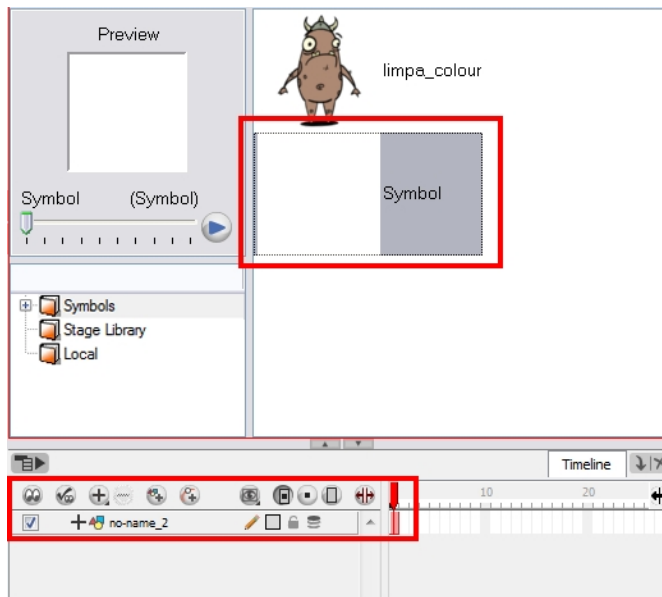 Preview
limpa_colour
Symbol (Symbol)
Symbol
Symbols
Stage Library
Local
Timeline
10 20
no-name_2